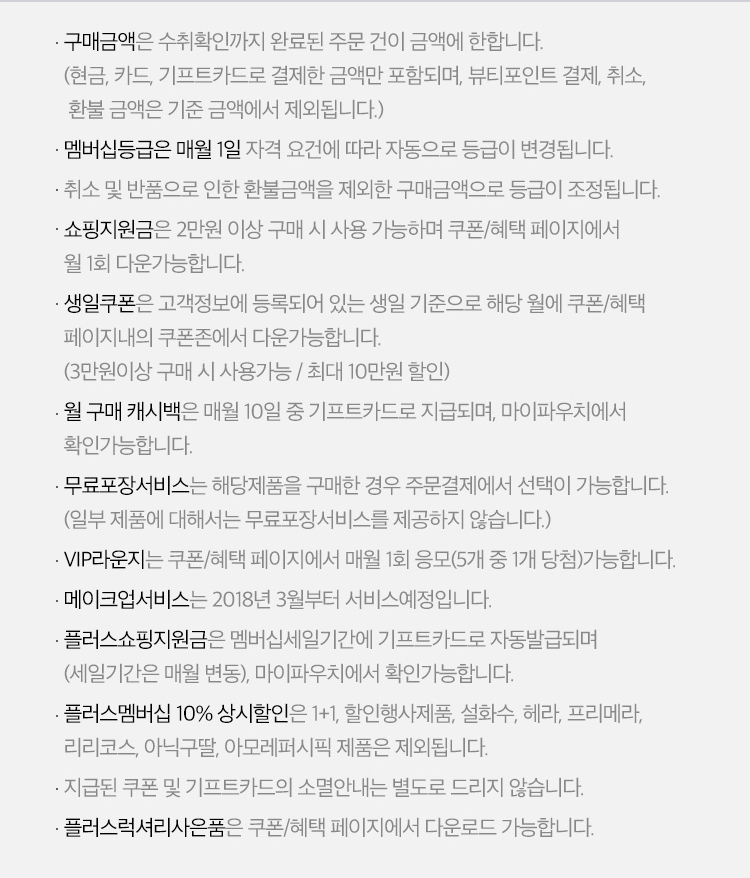 · 구매금액은 수취확인까지 완료된 주문 건이 금액에 한합니다.
(현금, 카드, 기프트카드로 결제한 금액만 포함되며, 뷰티포인트 결제, 취소,
환불 금액은 기준 금액에서 제외됩니다.)
· 멤버십등급은 매월 1일 자격 요건에 따라 자동으로 등급이 변경됩니다.
· 취소 및 반품으로 인한 환불금액을 제외한 구매금액으로 등급이 조정됩니다.
· 쇼핑지원금은 2만원 이상 구매 시 사용 가능하며 쿠폰/혜택 페이지에서
월 1회 다운가능합니다.
· 생일쿠폰은 고객정보에 등록되어 있는 생일 기준으로 해당 월에 쿠폰/혜택
페이지내의 쿠폰존에서 다운가능합니다.
(3만원이상 구매 시 사용가능 / 최대 10만원 할인)
· 월 구매 캐시백은 매월 10일 중 기프트카드로 지급되며, 마이파우치에서
확인가능합니다.
· 무료포장서비스는 해당제품을 구매한 경우 주문결제에서 선택이 가능합니다.
(일부 제품에 대해서는 무료포장서비스를 제공하지 않습니다.)
· VIP라운지는 쿠폰/혜택 페이지에서 매월 1회 응모(5개 중 1개 당첨)가능합니다.
· 메이크업서비스는 2018년 3월부터 서비스예정입니다.
· 플러스쇼핑지원금은 멤버십세일기간에 기프트카드로 자동발급되며
(세일기간은 매월 변동), 마이파우치에서 확인가능합니다.
· 플러스멤버십 10% 상시할인은 1+1, 할인행사제품, 설화수, 헤라, 프리메라,
리리코스, 아닉구딸, 아모레퍼시픽 제품은 제외됩니다.
· 지급된 쿠폰 및 기프트카드의 소멸안내는 별도로 드리지 않습니다.
· 플러스럭셔리사은품은 쿠폰/혜택 페이지에서 다운로드 가능합니다.